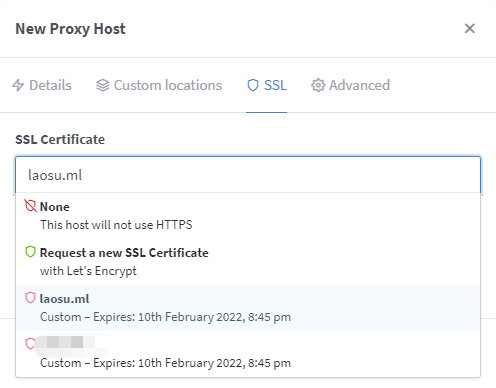 New Proxy Host
Details Custom locations SSL Advanced
SSL Certificate
laosu.ml
None
This host will not use HTTPS
Request a new SSL Certificate
with Let's Encrypt
laosu.ml
Custom – Expires: 10th February 2022, 8:45 pm
Custom – Expires: 10th February 2022, 8:45 pm